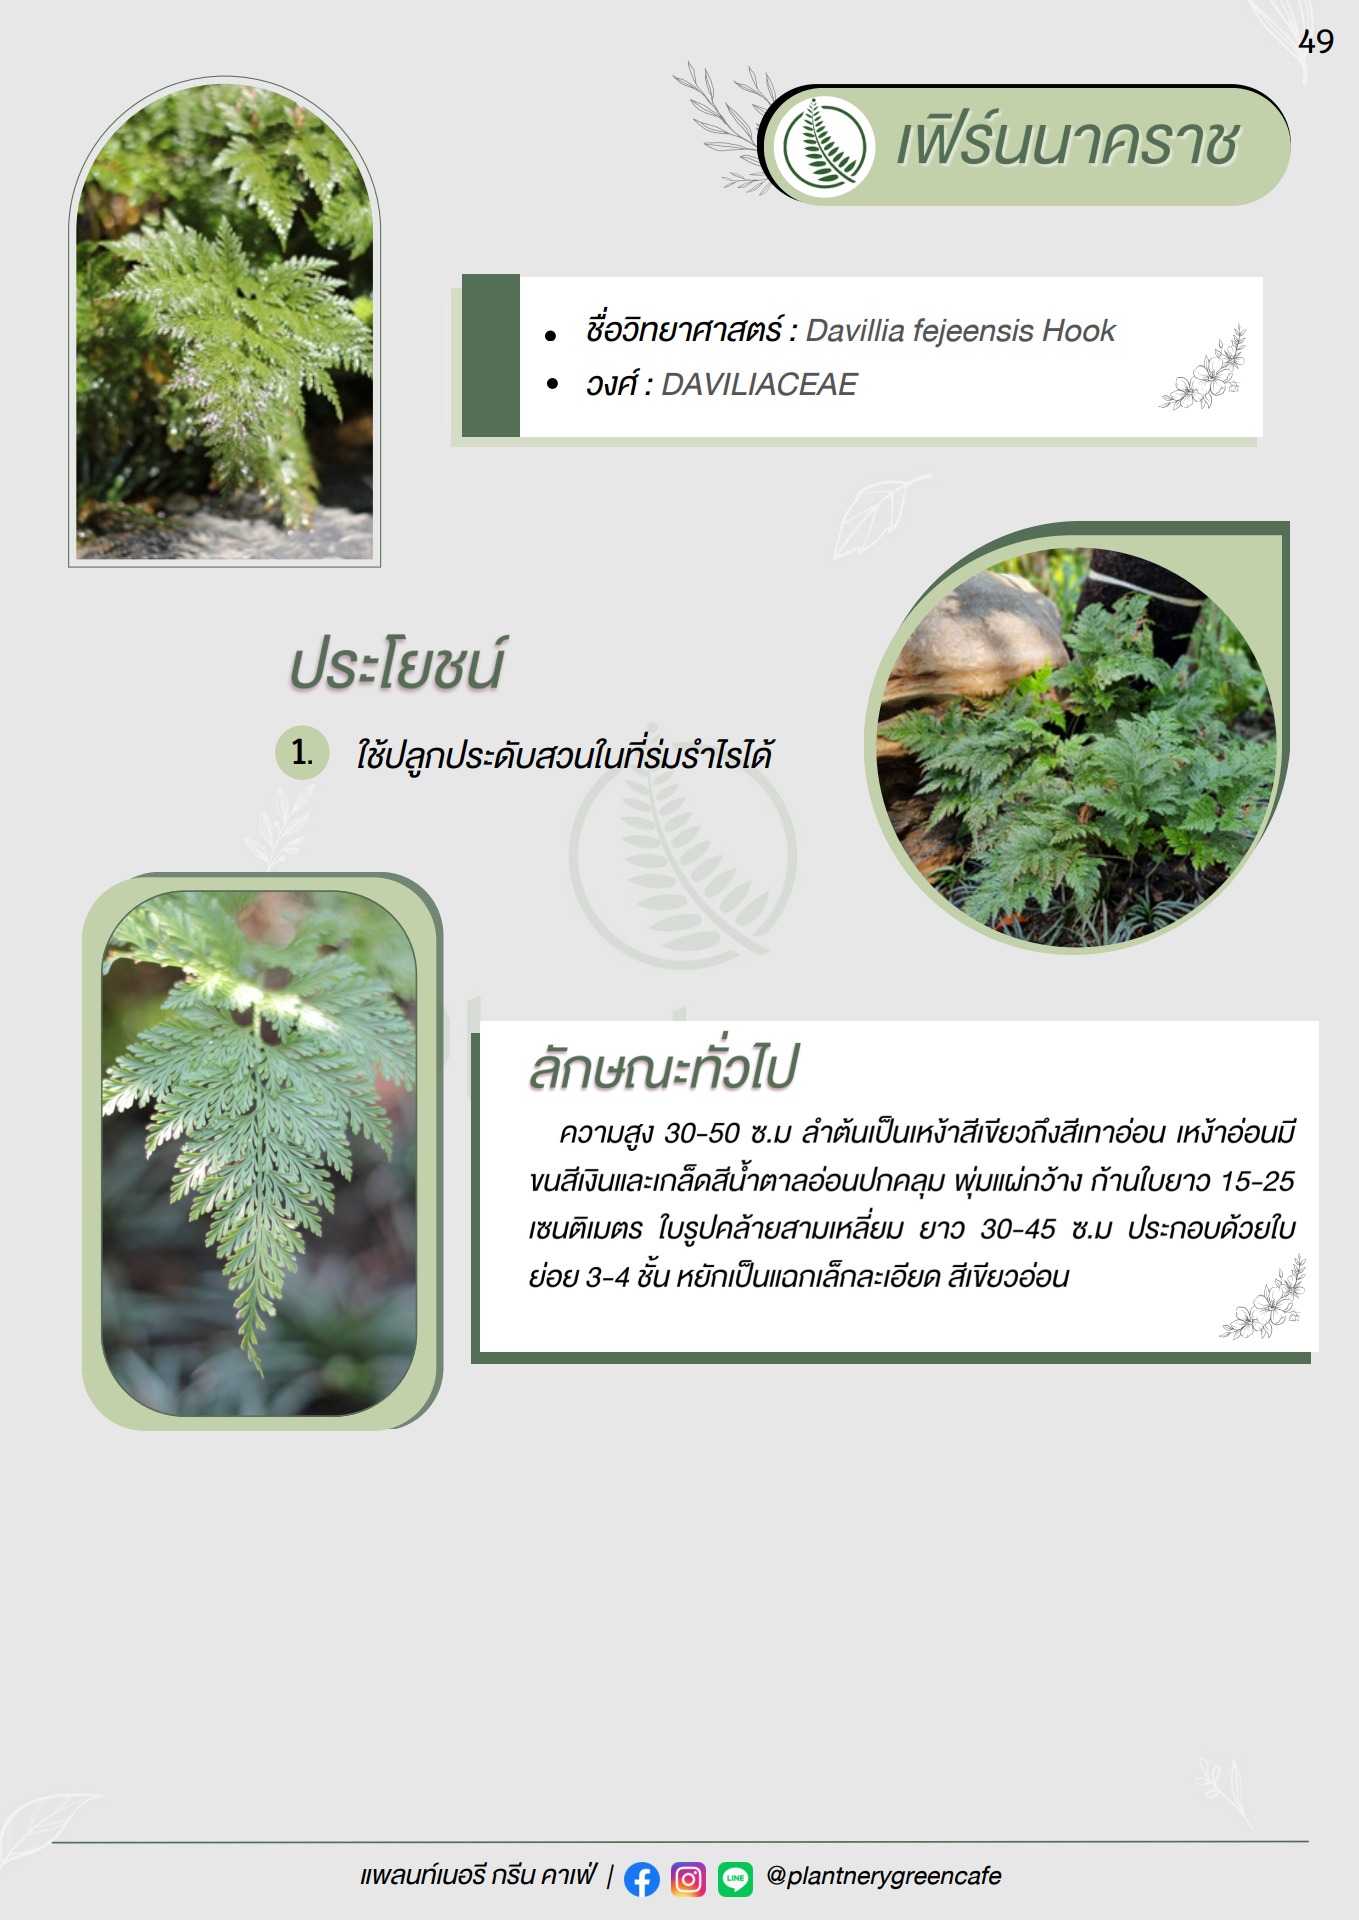 49
เฟิร์นนาคราช
• ชื่อวิทยาศาสตร์ : Davillia fejeensis Hook
• วงศ์ : DAVILIACEAE
ประโยชน์
1. ใช้ปลูกประดับสวนในที่ร่มรำไรได้
ลักษณะทั่วไป
ความสูง 30-50 ซ.ม ลำต้นเป็นเหง้าสีเขียวถึงสีเทาอ่อน เหง้าอ่อนมี
ขนสีเงินและเกล็ดสีน้ำตาลอ่อนปกคลุม พุ่มแผ่กว้าง ก้านใบยาว 15-25
เซนติเมตร ใบรูปคล้ายสามเหลี่ยม ยาว 30-45 ซ.ม ประกอบด้วยใบ
ย่อย 3-4 ชั้น หยักเป็นแฉกเล็กละเอียด สีเขียวอ่อน
แพลนท์เนอรี กรีน คาเฟ่ | LINE @plantnerygreencafe